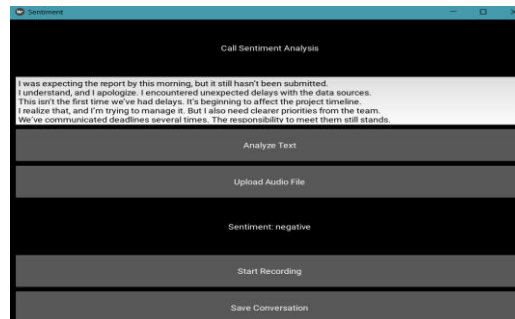 Sentiment
Call Sentiment Analysis
I was expecting the report by this morning, but it still hasn't been submitted.
I understand, and I apologize. I encountered unexpected delays with the data sources.
This isn't the first time we've had delays. It's beginning to affect the project timeline.
I realize that, and I'm trying to manage it. But I also need clearer priorities from the team.
We've communicated deadlines several times. The responsibility to meet them still stands.
Analyze Text
Upload Audio File
Sentiment: negative
Start Recording
Save Conversation